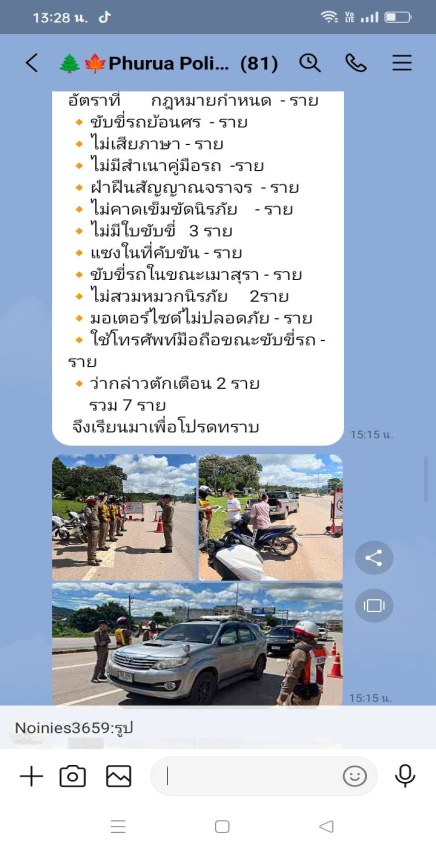 13:28 น.
Vo
LTE
Phurua Poli... (81)
อัตราที่ กฎหมายกำหนด - ราย
🔸ขับขี่รถย้อนศร - ราย
🔸ไม่เสียภาษา - ราย
🔸ไม่มีสำเนาคู่มือรถ -ราย
🔸ฝ่าฝืนสัญญาณจราจร - ราย
🔸ไม่คาดเข็มขัดนิรภัย - ราย
🔸ไม่มีใบขับขี่ 3 ราย
🔸แซงในที่คับขัน - ราย
🔸ขับขี่รถในขณะเมาสุรา - ราย
🔸ไม่สวมหมวกนิรภัย 2ราย
🔸มอเตอร์ไซด์ไม่ปลอดภัย - ราย
🔸ใช้โทรศัพท์มือถือขณะขับขี่รถ -
ราย
🔸ว่ากล่าวตักเตือน 2 ราย
รวม 7 ราย
จึงเรียนมาเพื่อโปรดทราบ
15:15 น.
15:15 น.
Noinies3659:รูป